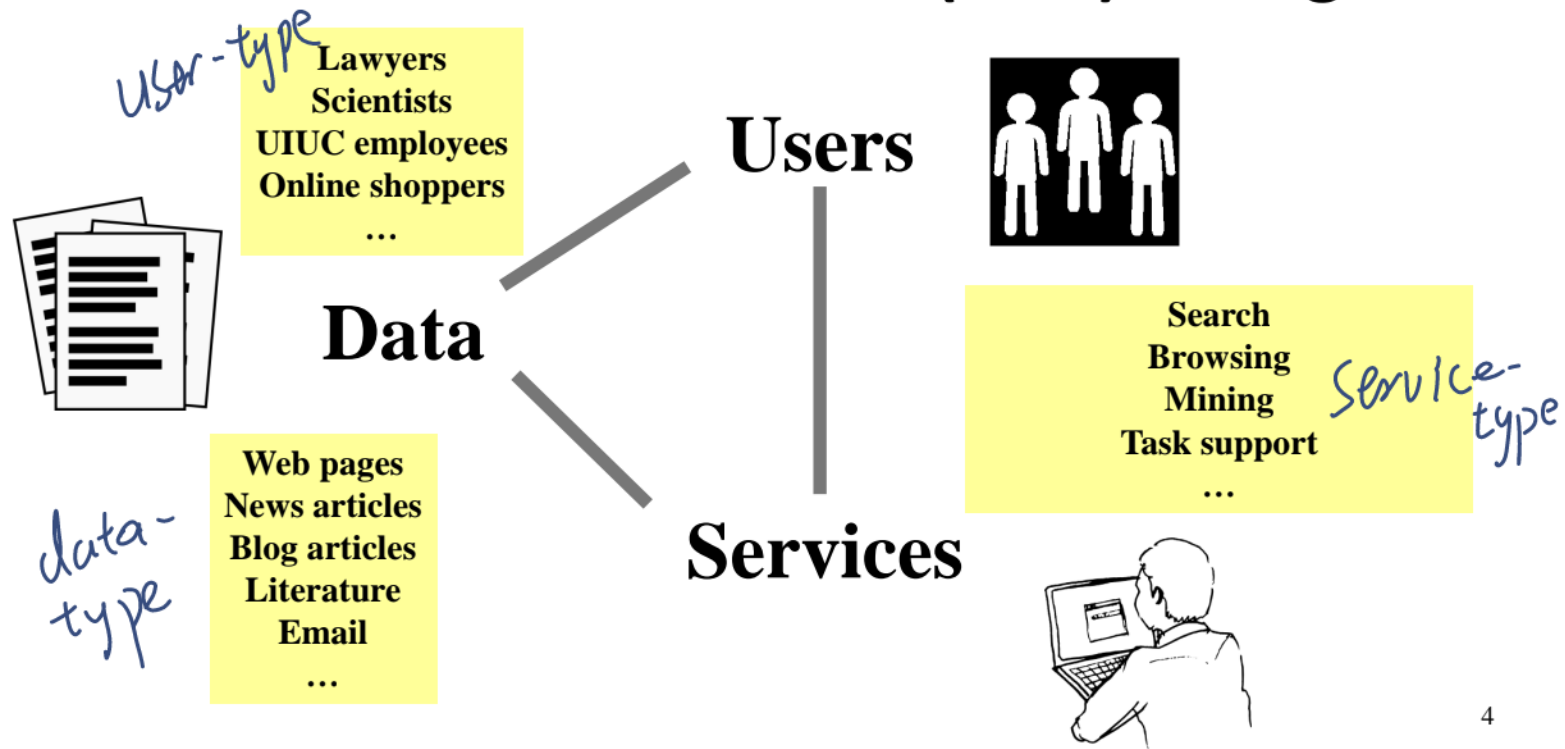 user-type
Lawyers
Scientists
UIUC employees
Online shoppers
…
Users
Data
Search
Browsing
Mining
Task support
…
service-
type
data-
type
Web pages
News articles
Blog articles
Literature
Email
…
Services
4